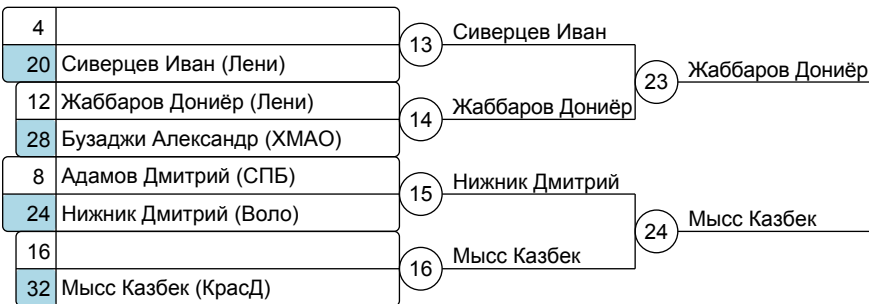 4
20 Сиверцев Иван (Лени)
12 Жаббаров Дониёр (Лени)
28 Бузаджи Александр (ХМАО)
8 Адамов Дмитрий (СПБ)
24 Нижник Дмитрий (Воло)
16
32 Мысс Казбек (КрасД)
13 Сиверцев Иван
14 Жаббаров Дониёр
15 Нижник Дмитрий
16 Мысс Казбек
23 Жаббаров Дониёр
24 Мысс Казбек